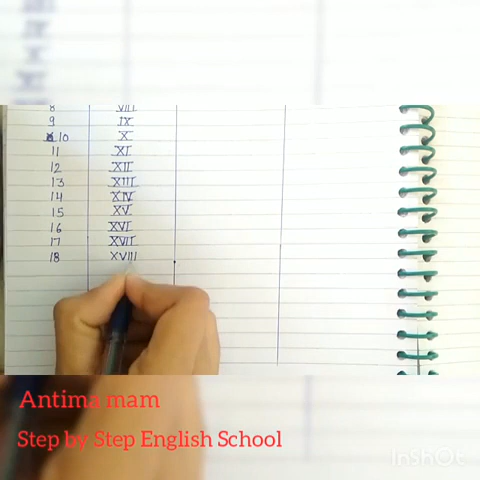 8 VIII
9 IX
10 X
11 XI
12 XII
13 XIII
14 XIV
15 XV
16 XVI
17 XVII
18 XVIII
Antima mam
Step by Step English School
InShOt